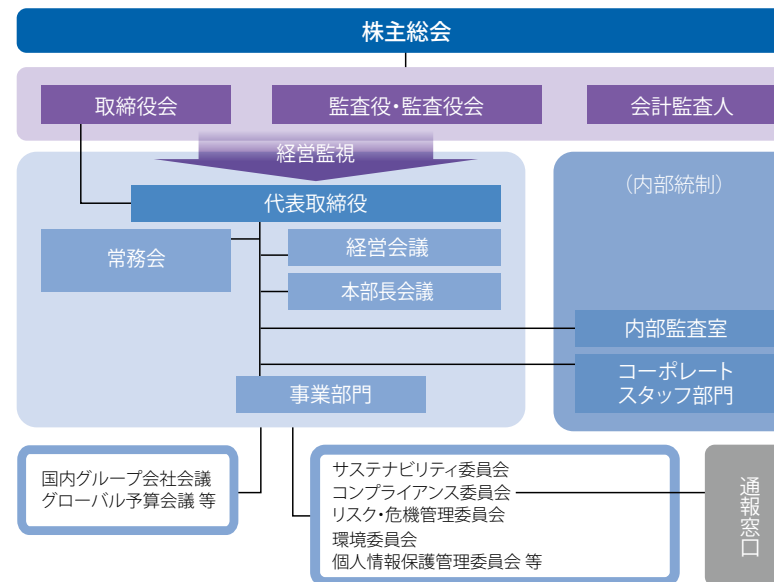 株主総会
取締役会
監査役・監査役会
会計監査人
経営監視
代表取締役
(内部統制)
常務会
経営会議
本部長会議
内部監査室
コーポレート
スタッフ部門
事業部門
国内グループ会社会議
グローバル予算会議 等
サステナビリティ委員会
コンプライアンス委員会
リスク・危機管理委員会
環境委員会
個人情報保護管理委員会 等
通報窓口